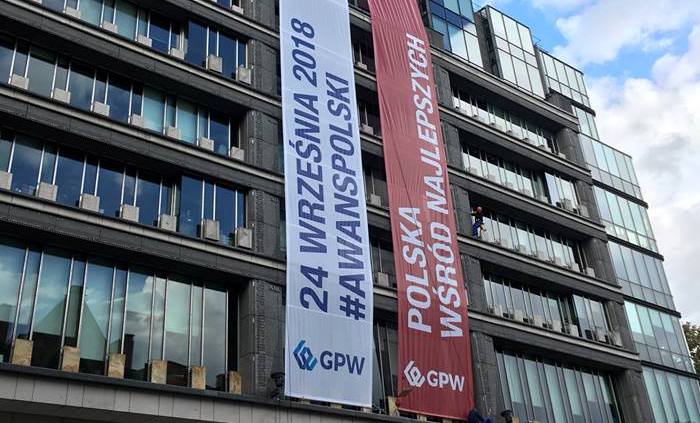 24 WRZEŚNIA 2018
#AWANSPOLSKI
GPW
POLSKA
WŚRÓD NAJLEPSZYCH
GPW